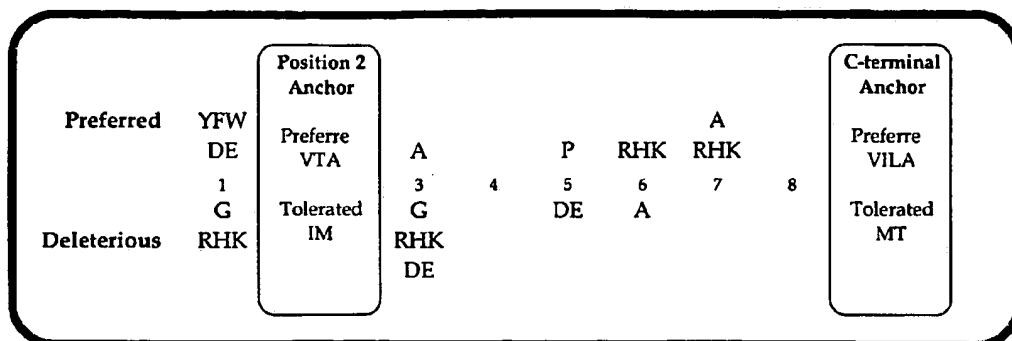 Position 2 C-terminal
Anchor Anchor
Preferred YFW A
Preferre Preferre
DE VTA A P RHK RHK VILA
1 3 4 5 6 7 8
G Tolerated G DE A Tolerated
Deleterious RHK IM RHK MT
DE